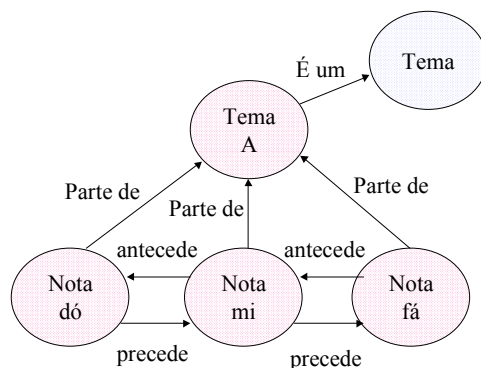 É um
Tema
Tema
A
Parte de
Parte de
Parte de
antecede
antecede
Nota
dó
Nota
mi
Nota
fá
precede
precede